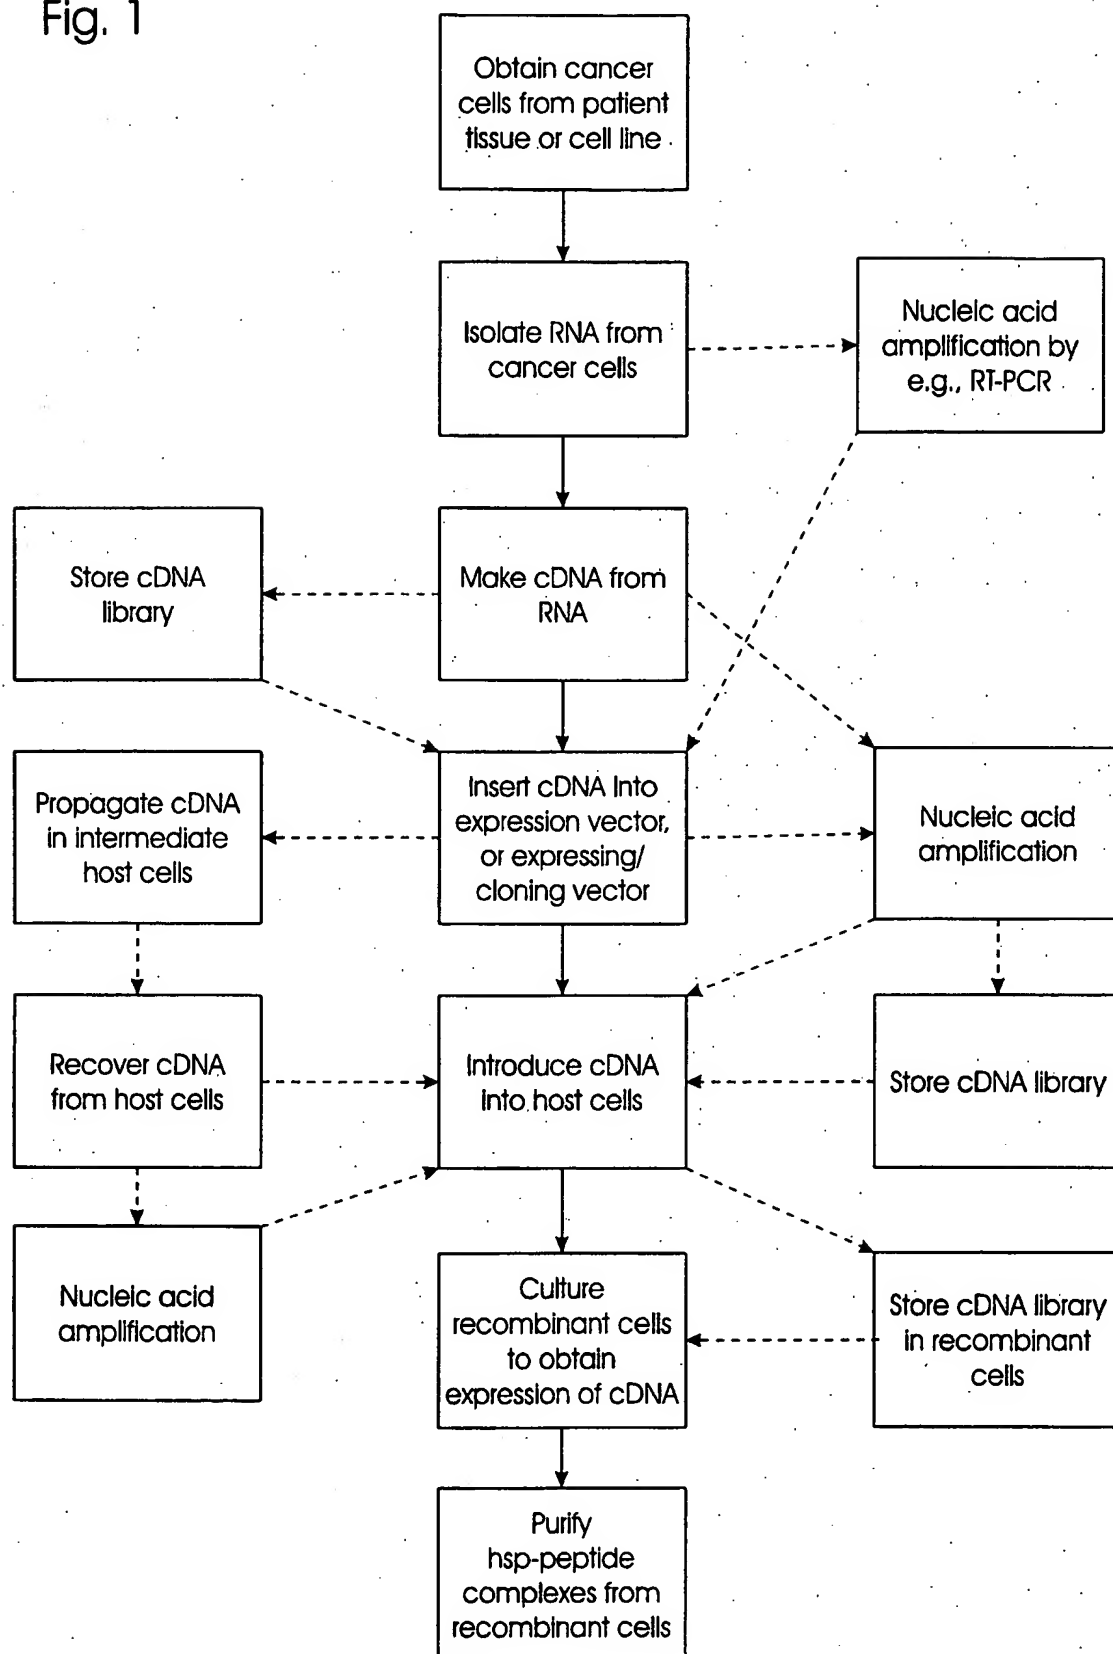 Fig. 1
Obtain cancer
cells from patient
tissue or cell line
Isolate RNA from
cancer cells
Nucleic acid
amplification by
e.g., RT-PCR
Store cDNA
library
Make cDNA from
RNA
Propagate cDNA
in intermediate
host cells
Insert cDNA into
expression vector,
or expressing/
cloning vector
Nucleic acid
amplification
Recover cDNA
from host cells
Introduce cDNA
into host cells
Store cDNA library
Nucleic acid
amplification
Culture
recombinant cells
to obtain
expression of cDNA
Store cDNA library
in recombinant
cells
Purify
hsp-peptide
complexes from
recombinant cells